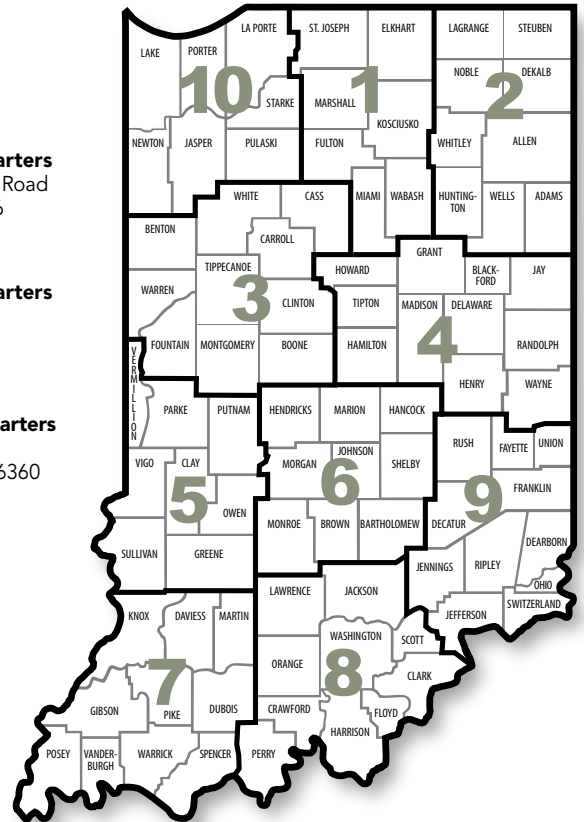 arters
Road
6
arters
arters
6360
LAKE
PORTER
LA PORTE
ST. JOSEPH
ELKHART
LAGRANGE
STEUBEN
NOBLE
DEKALB
10
1
2
STARKE
MARSHALL
KOSCIUSKO
NEWTON
JASPER
PULASKI
FULTON
WHITLEY
ALLEN
MIAMI
WABASH
HUNTING-
TON
WELLS
ADAMS
WHITE
CASS
BENTON
CARROLL
GRANT
TIPPECANOE
HOWARD
BLACK-
FORD
JAY
WARREN
3
CLINTON
TIPTON
MADISON
DELAWARE
4
FOUNTAIN
MONTGOMERY
BOONE
HAMILTON
RANDOLPH
VERMILLION
HENRY
WAYNE
PARKE
PUTNAM
HENDRICKS
MARION
HANCOCK
RUSH
FAYETTE
UNION
VIGO
CLAY
MORGAN
JOHNSON
SHELBY
5
6
9
FRANKLIN
OWEN
MONROE
BROWN
BARTHOLOMEW
DECATUR
DEARBORN
SULLIVAN
GREENE
JENNINGS
RIPLEY
OHIO
LAWRENCE
JACKSON
SWITZERLAND
JEFFERSON
KNOX
DAVIESS
MARTIN
WASHINGTON
SCOTT
ORANGE
7
8
CLARK
GIBSON
PIKE
DUBOIS
CRAWFORD
FLOYD
HARRISON
POSEY
VANDER-
BURGH
WARRICK
SPENCER
PERRY